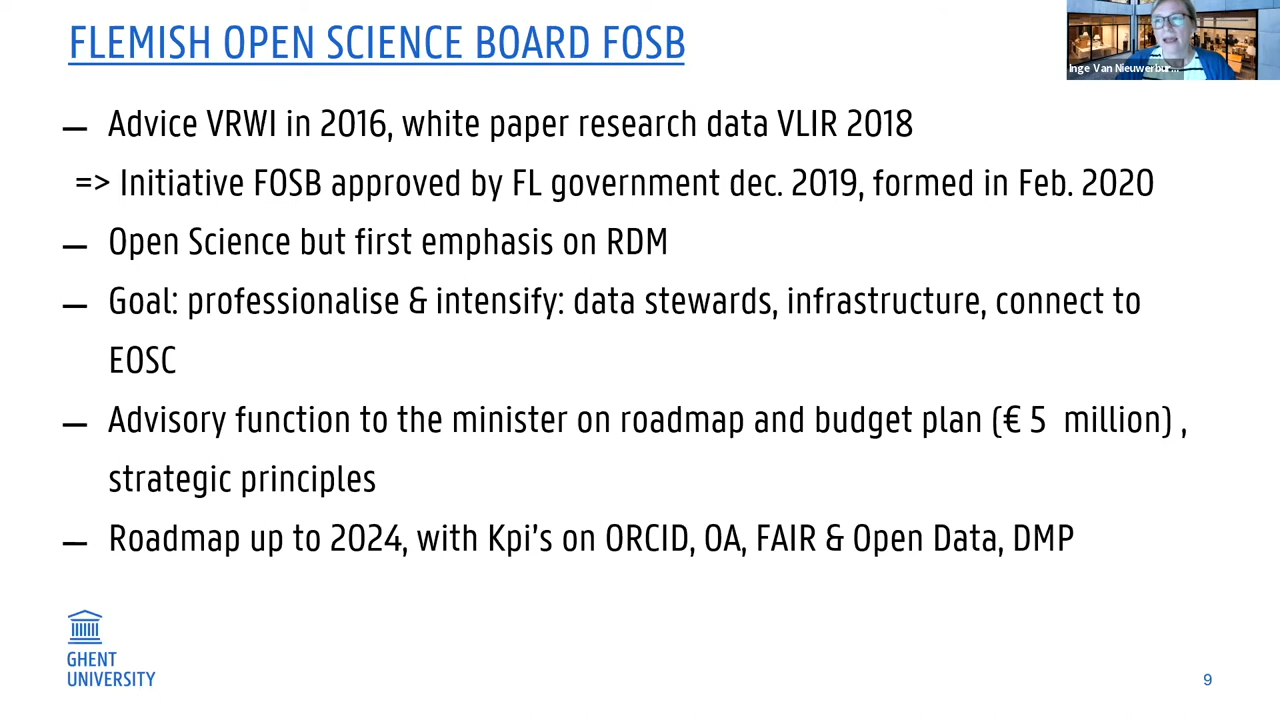 FLEMISH OPEN SCIENCE BOARD FOSB
Inge Van Nieuwerbur...
— Advice VRWI in 2016, white paper research data VLIR 2018
=> Initiative FOSB approved by FL government dec. 2019, formed in Feb. 2020
— Open Science but first emphasis on RDM
— Goal: professionalise & intensify: data stewards, infrastructure, connect to
EOSC
— Advisory function to the minister on roadmap and budget plan (€ 5 million) ,
strategic principles
— Roadmap up to 2024, with Kpi's on ORCID, OA, FAIR & Open Data, DMP
GHENT
UNIVERSITY
9